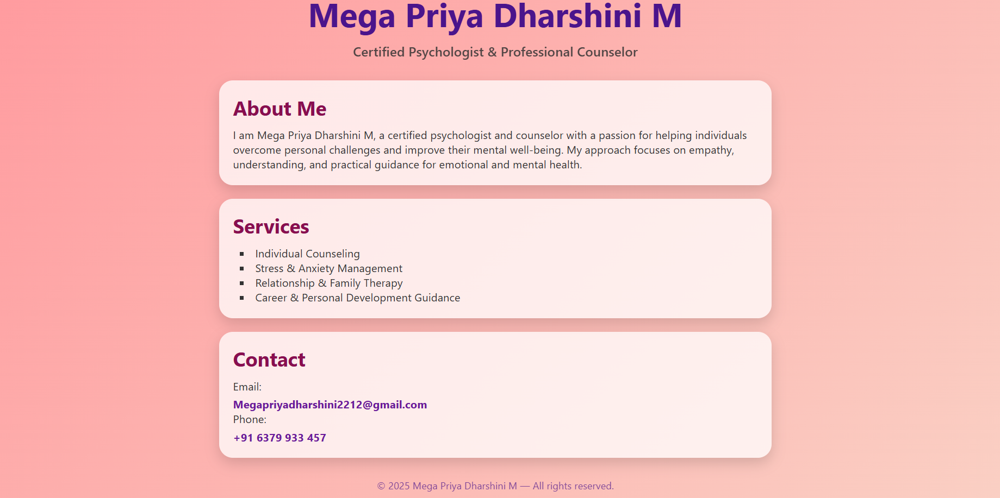 Mega Priya Dharshini M
Certified Psychologist & Professional Counselor
About Me
I am Mega Priya Dharshini M, a certified psychologist and counselor with a passion for helping individuals
overcome personal challenges and improve their mental well-being. My approach focuses on empathy,
understanding, and practical guidance for emotional and mental health.
Services
▪ Individual Counseling
▪ Stress & Anxiety Management
▪ Relationship & Family Therapy
▪ Career & Personal Development Guidance
Contact
Email:
Megapriyadharshini2212@gmail.com
Phone:
+91 6379 933 457
© 2025 Mega Priya Dharshini M — All rights reserved.